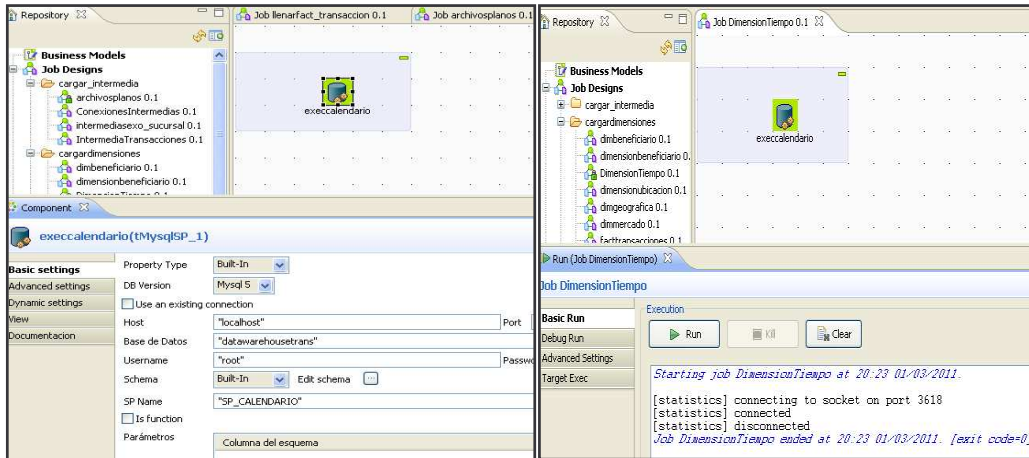 Repository
Business Models
Job Designs
cargar_intermedia
archivosplanos 0.1
ConexionesIntermedias 0.1
intermediasexo_sucursal 0.1
IntermediaTransacciones 0.1
cargardimensiones
dimbeneficiario 0.1
dimensionbeneficiario 0.1
DimensionTiempo 0.1
Job llenarfact_transaccion 0.1
Job archivosplanos 0.1
execcalendario
Component
execcalendario(tMysqlSP_1)
Basic settings
Advanced settings
Dynamic settings
View
Documentacion
Property Type Built-In
DB Version Mysql 5
Use an existing connection
Host "localhost" Port
Base de Datos "datawarehousetrans"
Username "root"
Schema Built-In Edit schema
SP Name "SP_CALENDARIO"
Is function
Parámetros Columna del esquema
Repository
Business Models
Job Designs
cargar_intermedia
cargardimensiones
dimbeneficiario 0.1
dimensionbeneficiario 0.
DimensionTiempo 0.1
dimensionubicacion 0.1
dimgeografica 0.1
dimmercado 0.1
facttransacciones 0.1
Job DimensionTiempo 0.1
execcalendario
Run (Job DimensionTiempo)
Job DimensionTiempo
Basic Run
Debug Run
Advanced Settings
Target Exec
Execution
Run Kill Clear
Starting job DimensionTiempo at 20:23 01/03/2011.
[statistics] connecting to socket on port 3618
[statistics] connected
[statistics] disconnected
Job DimensionTiempo ended at 20:23 01/03/2011. [exit code=0]